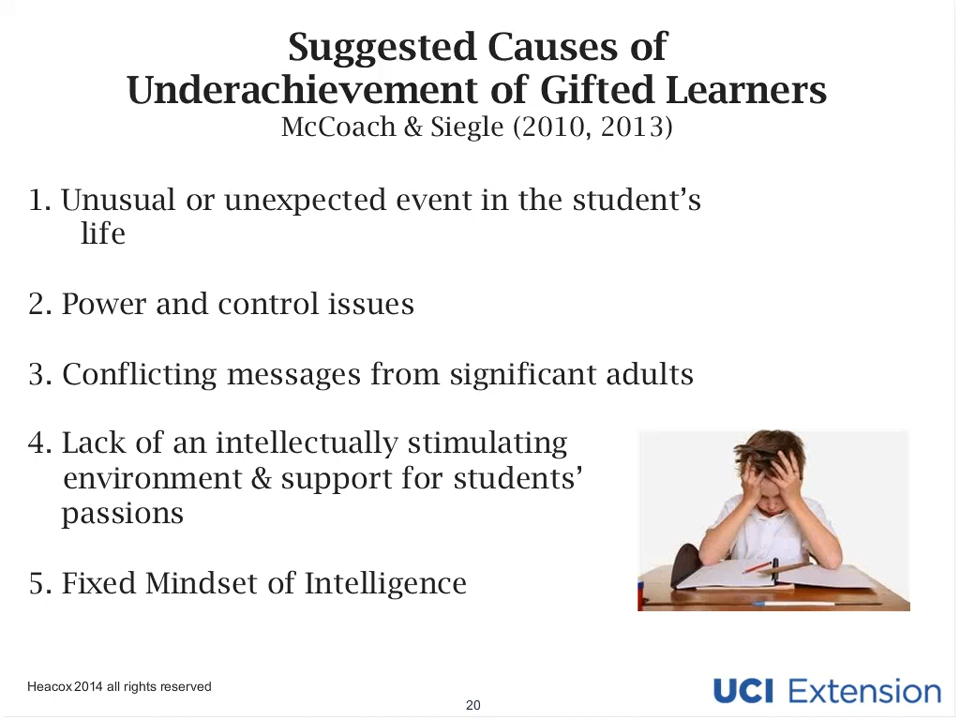 Suggested Causes of
Underachievement of Gifted Learners
McCoach & Siegle (2010, 2013)
1. Unusual or unexpected event in the student’s
life
2. Power and control issues
3. Conflicting messages from significant adults
4. Lack of an intellectually stimulating
environment & support for students’
passions
5. Fixed Mindset of Intelligence
Heacox 2014 all rights reserved
20
UCI Extension